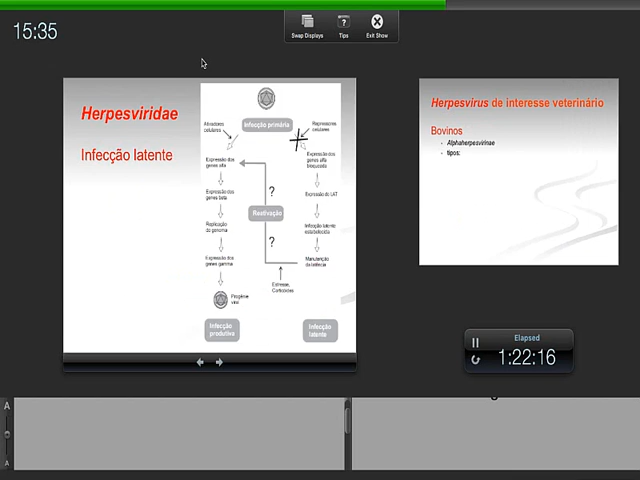 15:35
Swap Displays
Tips
Exit Show
Herpesviridae
Infecção latente
Infecção primária
Ativadores
celulares
Repressores
celulares
Expressão dos
genes alfa
Expressão dos
genes alfa
bloqueada
Expressão dos
genes beta
Expressão do LAT
?
Reativação
Replicação
do genoma
Infecção latente
estabelecida
?
Expressão dos
genes gamma
Manutenção
da latência
Estresse,
Corticóides
Progênie
viral
Infecção
produtiva
Infecção
latente
Herpesvirus de interesse veterinário
Bovinos
- Alphaherpesvirinae
- tipos:
Elapsed
1:22:16
A
A